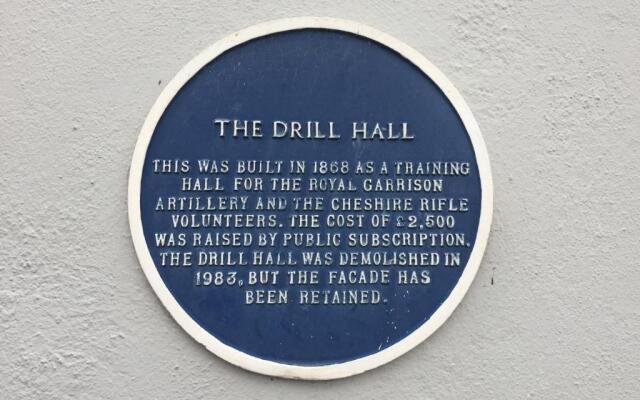 THE DRILL HALL
THIS WAS BUILT IN 1868 AS A TRAINING
HALL FOR THE ROYAL GARRISON
ARTILLERY AND THE CHESHIRE RIFLE
VOLUNTEERS. THE COST OF £2,500
WAS RAISED BY PUBLIC SUBSCRIPTION.
THE DRILL HALL WAS DEMOLISHED IN
1983, BUT THE FACADE HAS
BEEN RETAINED.